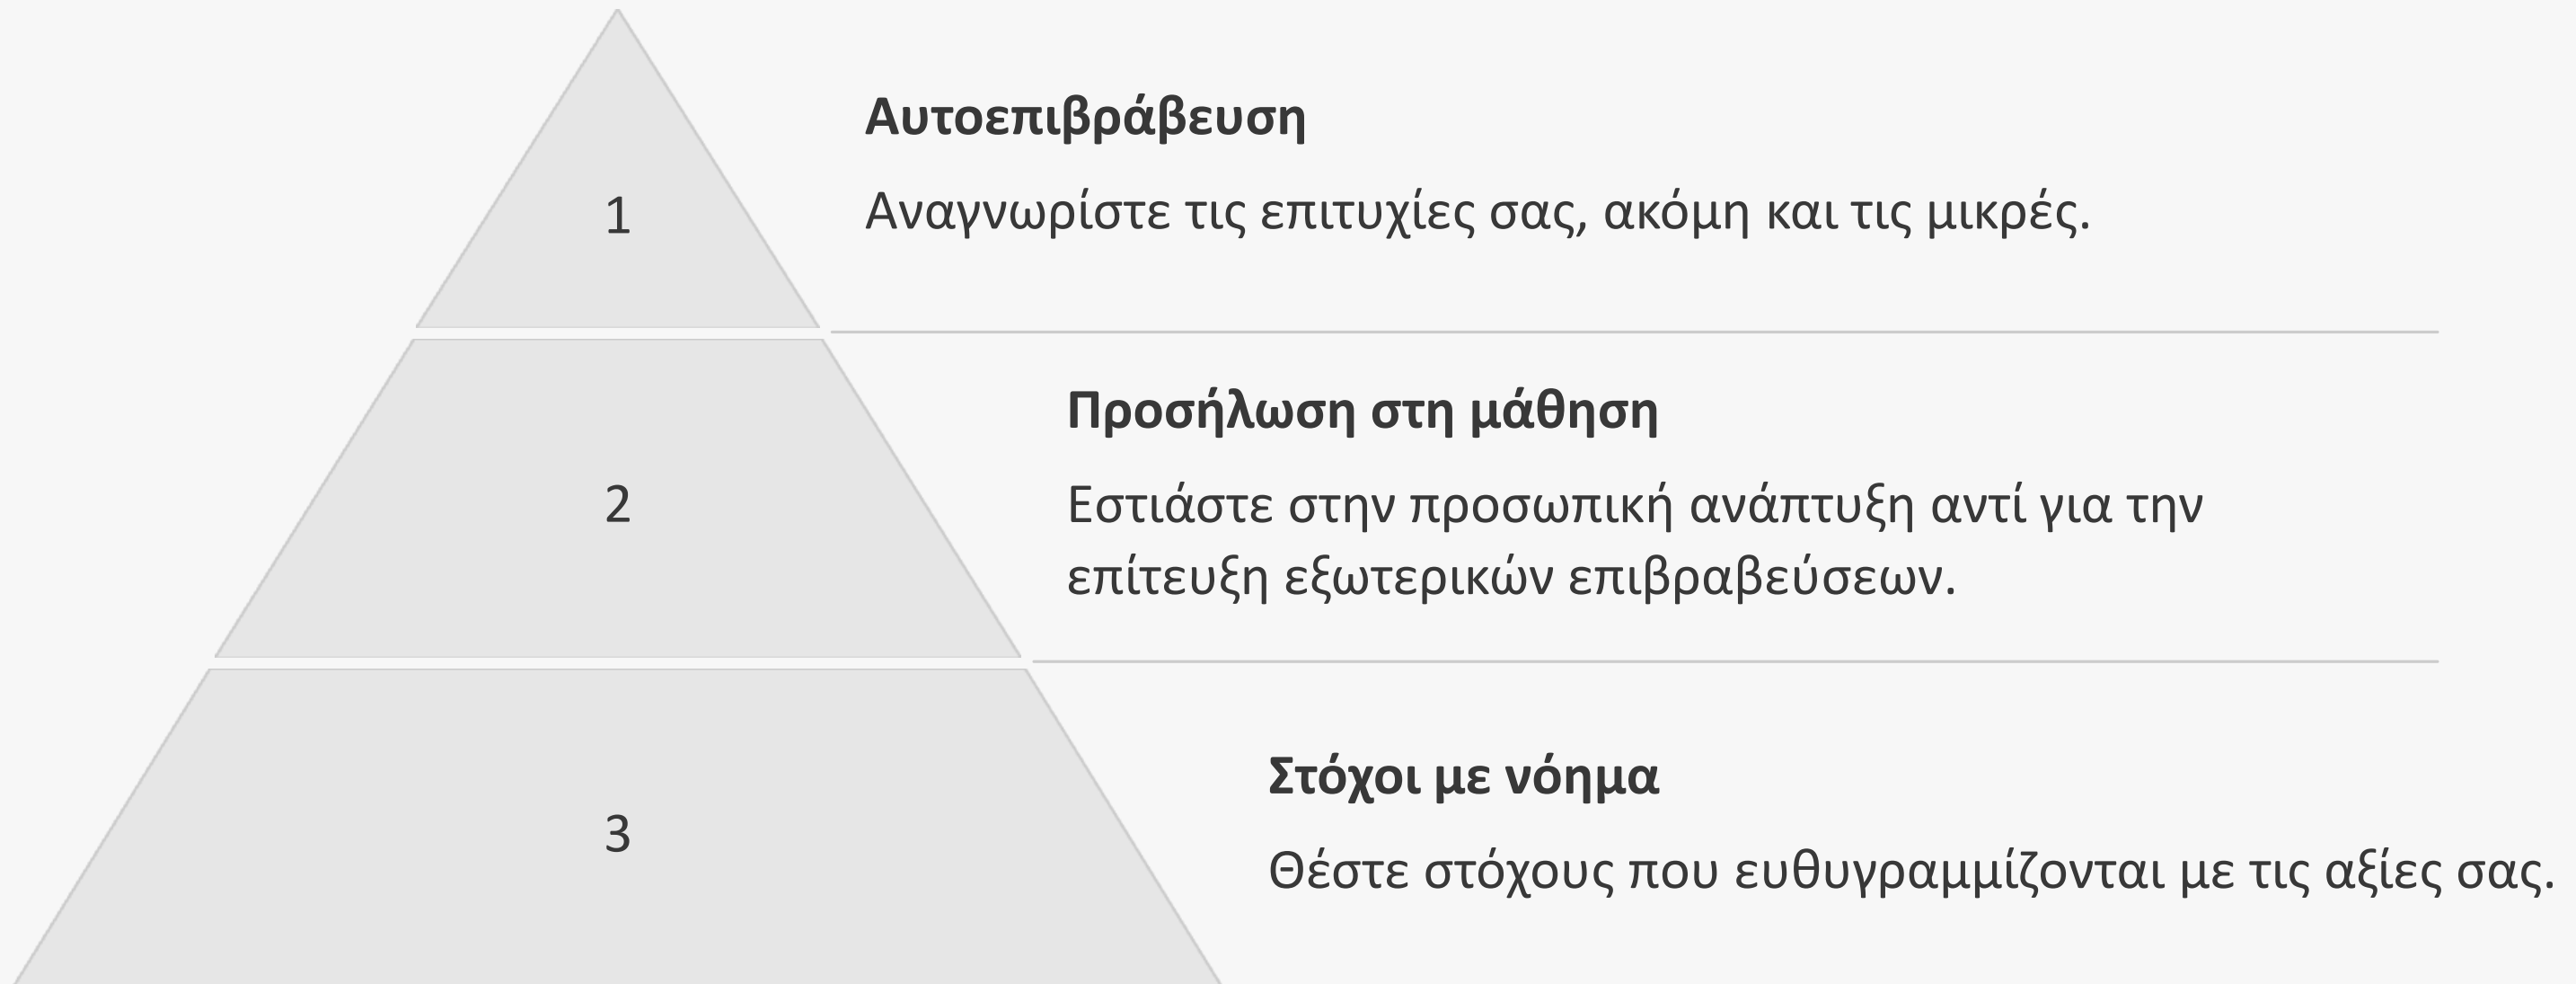 Αυτοεπιβράβευση
1
Αναγνωρίστε τις επιτυχίες σας, ακόμη και τις μικρές.
Προσήλωση στη μάθηση
2
Εστιάστε στην προσωπική ανάπτυξη αντί για την
επίτευξη εξωτερικών επιβραβεύσεων.
Στόχοι με νόημα
3
Θέστε στόχους που ευθυγραμμίζονται με τις αξίες σας.